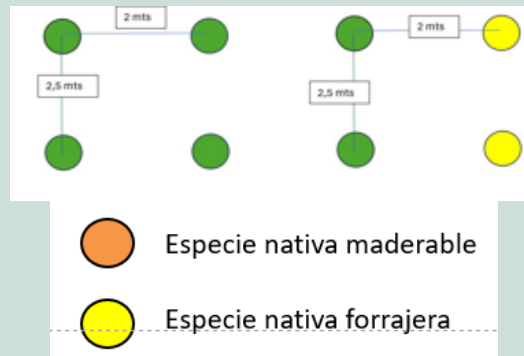 2 mts
2 mts
2,5 mts
2,5 mts
Especie nativa maderable
Especie nativa forrajera